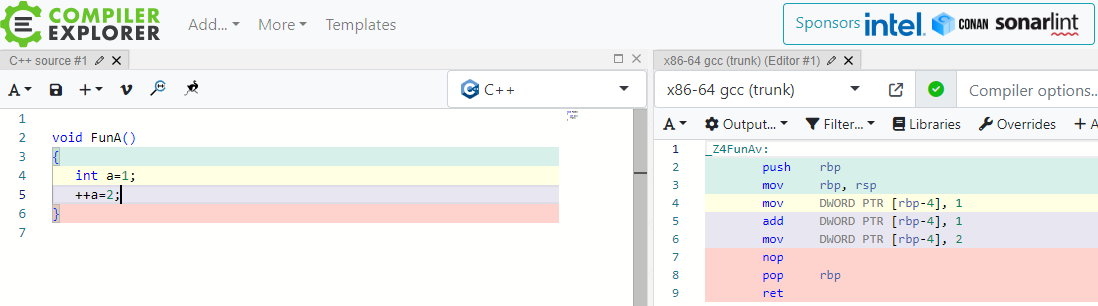 COMPILER
EXPLORER
Add... More Templates
Sponsors intel. CONAN sonarlint
C++ source #1
A
C++
1
2 void FunA()
3 {
4 int a=1;
5 ++a=2;
6 }
7
x86-64 gcc (trunk) (Editor #1)
x86-64 gcc (trunk) Compiler options...
A Output... Filter... Libraries Overrides + A
1 _Z4FunAv:
2 push rbp
3 mov rbp, rsp
4 mov DWORD PTR [rbp-4], 1
5 add DWORD PTR [rbp-4], 1
6 mov DWORD PTR [rbp-4], 2
7 nop
8 pop rbp
9 ret